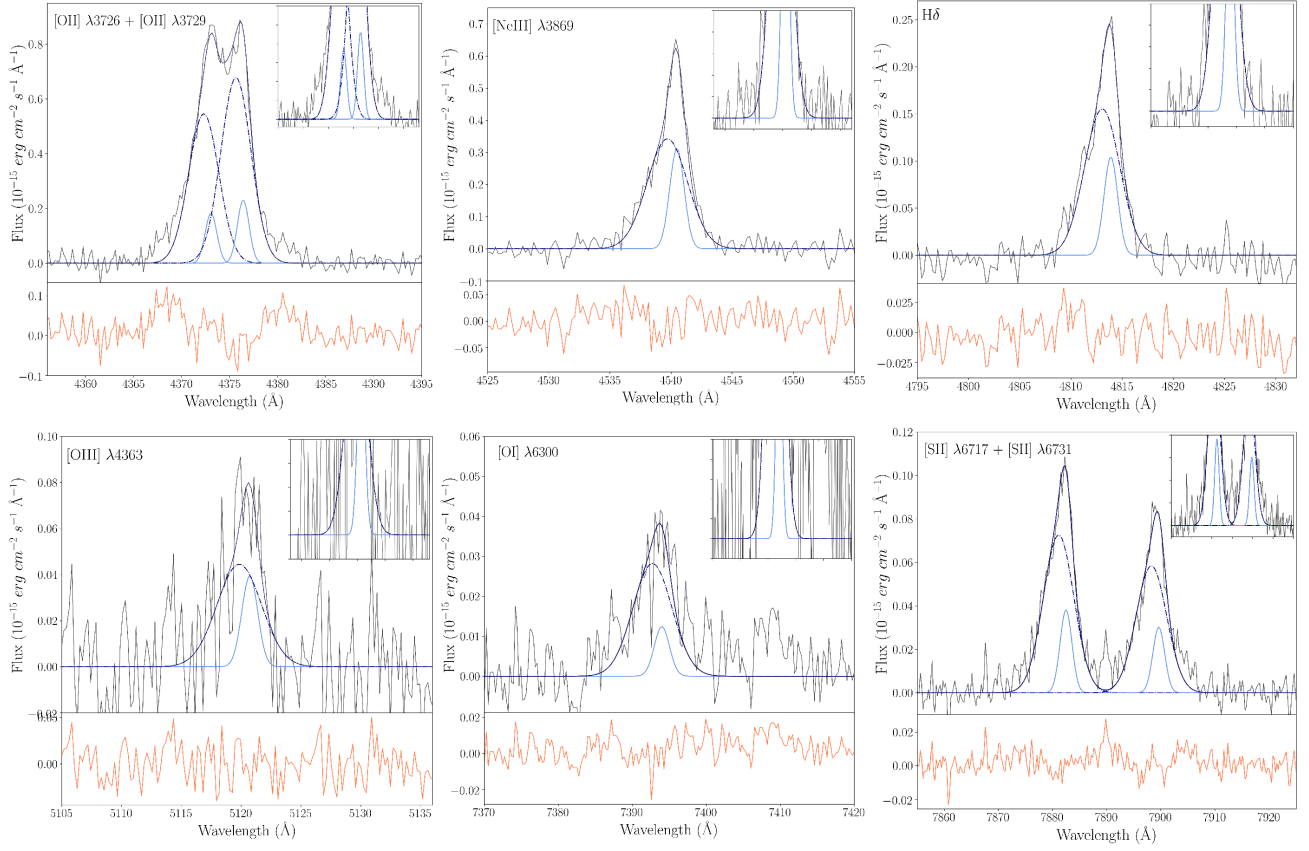 [OII] λ3726 + [OII] λ3729
Flux (10⁻¹⁵ erg cm⁻² s⁻¹ Å⁻¹)
0.8
0.6
0.4
0.2
0.0
0.1
0.0
−0.1
4360 4365 4370 4376 4380 4385 4390 4395
Wavelength (Å)
[NeIII] λ3869
Flux (10⁻¹⁵ erg cm⁻² s⁻¹ Å⁻¹)
0.7
0.6
0.5
0.4
0.3
0.2
0.1
0.0
−0.1
0.05
0.00
−0.05
4525 4530 4535 4540 4545 4550 4555
Wavelength (Å)
Hδ
Flux (10⁻¹⁵ erg cm⁻² s⁻¹ Å⁻¹)
0.25
0.20
0.15
0.10
0.05
0.00
0.025
0.000
−0.025
4795 4800 4805 4810 4815 4820 4825 4830
Wavelength (Å)
[OIII] λ4363
Flux (10⁻¹⁵ erg cm⁻² s⁻¹ Å⁻¹)
0.10
0.08
0.06
0.04
0.02
0.00
−0.02
0.05
0.00
5105 5110 5115 5120 5125 5130 5135
Wavelength (Å)
[OI] λ6300
Flux (10⁻¹⁵ erg cm⁻² s⁻¹ Å⁻¹)
0.06
0.05
0.04
0.03
0.02
0.01
0.00
0.02
0.00
−0.02
7370 7380 7390 7400 7410 7420
Wavelength (Å)
[SII] λ6717 + [SII] λ6731
Flux (10⁻¹⁵ erg cm⁻² s⁻¹ Å⁻¹)
0.12
0.10
0.08
0.06
0.04
0.02
0.00
0.02
0.00
−0.02
7860 7870 7880 7890 7900 7910 7920
Wavelength (Å)